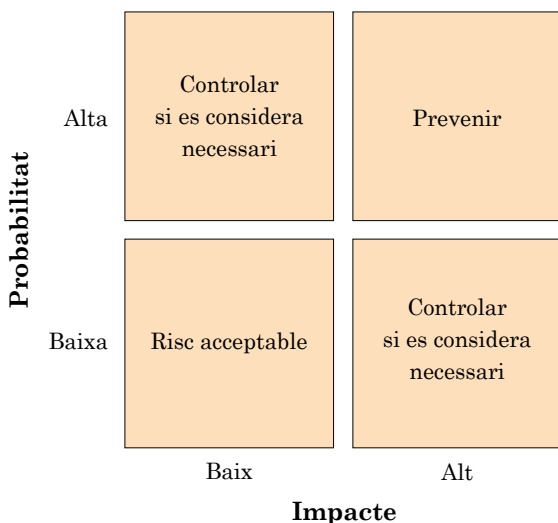 Probabilitat
Alta
Controlar
si es considera
necessari
Prevenir
Baixa
Risc acceptable
Controlar
si es considera
necessari
Baix
Alt
Impacte